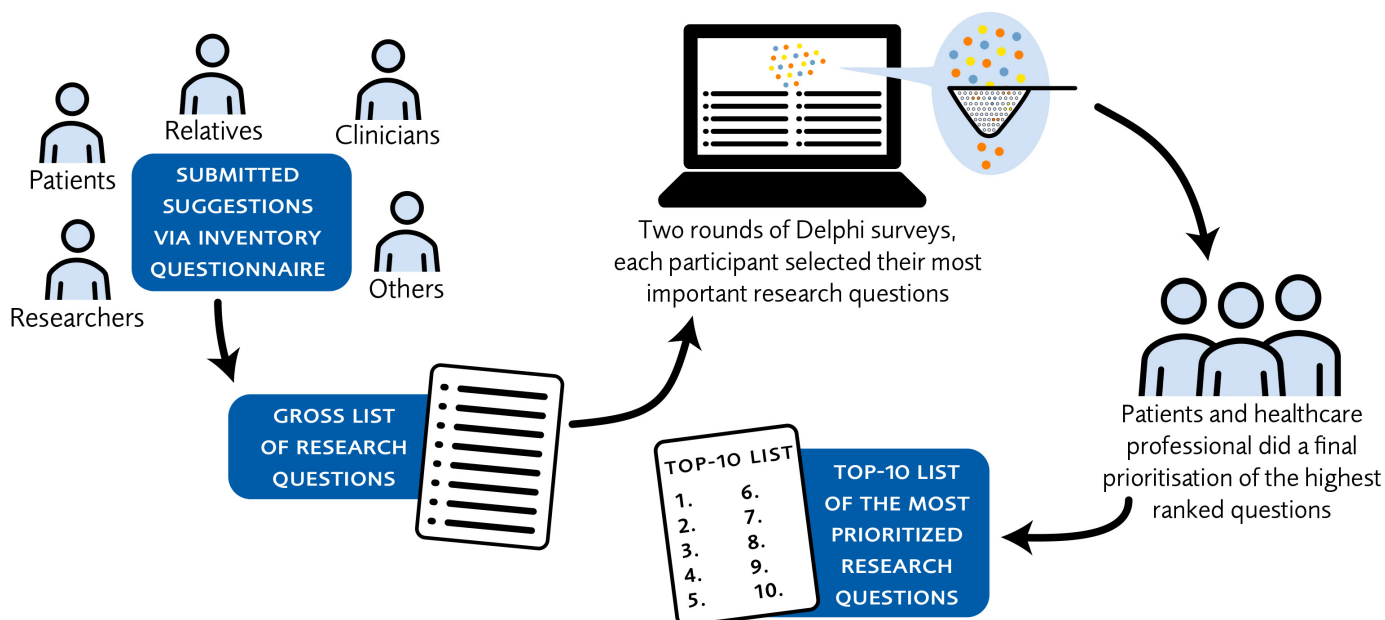 Relatives
Clinicians
Patients
SUBMITTED
SUGGESTIONS
VIA INVENTORY
QUESTIONNAIRE
Others
Researchers
GROSS LIST
OF RESEARCH
QUESTIONS
Two rounds of Delphi surveys,
each participant selected their most
important research questions
Patients and healthcare
professional did a final
prioritisation of the highest
ranked questions
TOP-10 LIST
1.
2.
3.
4.
5.
6.
7.
8.
9.
10.
TOP-10 LIST
OF THE MOST
PRIORITIZED
RESEARCH
QUESTIONS